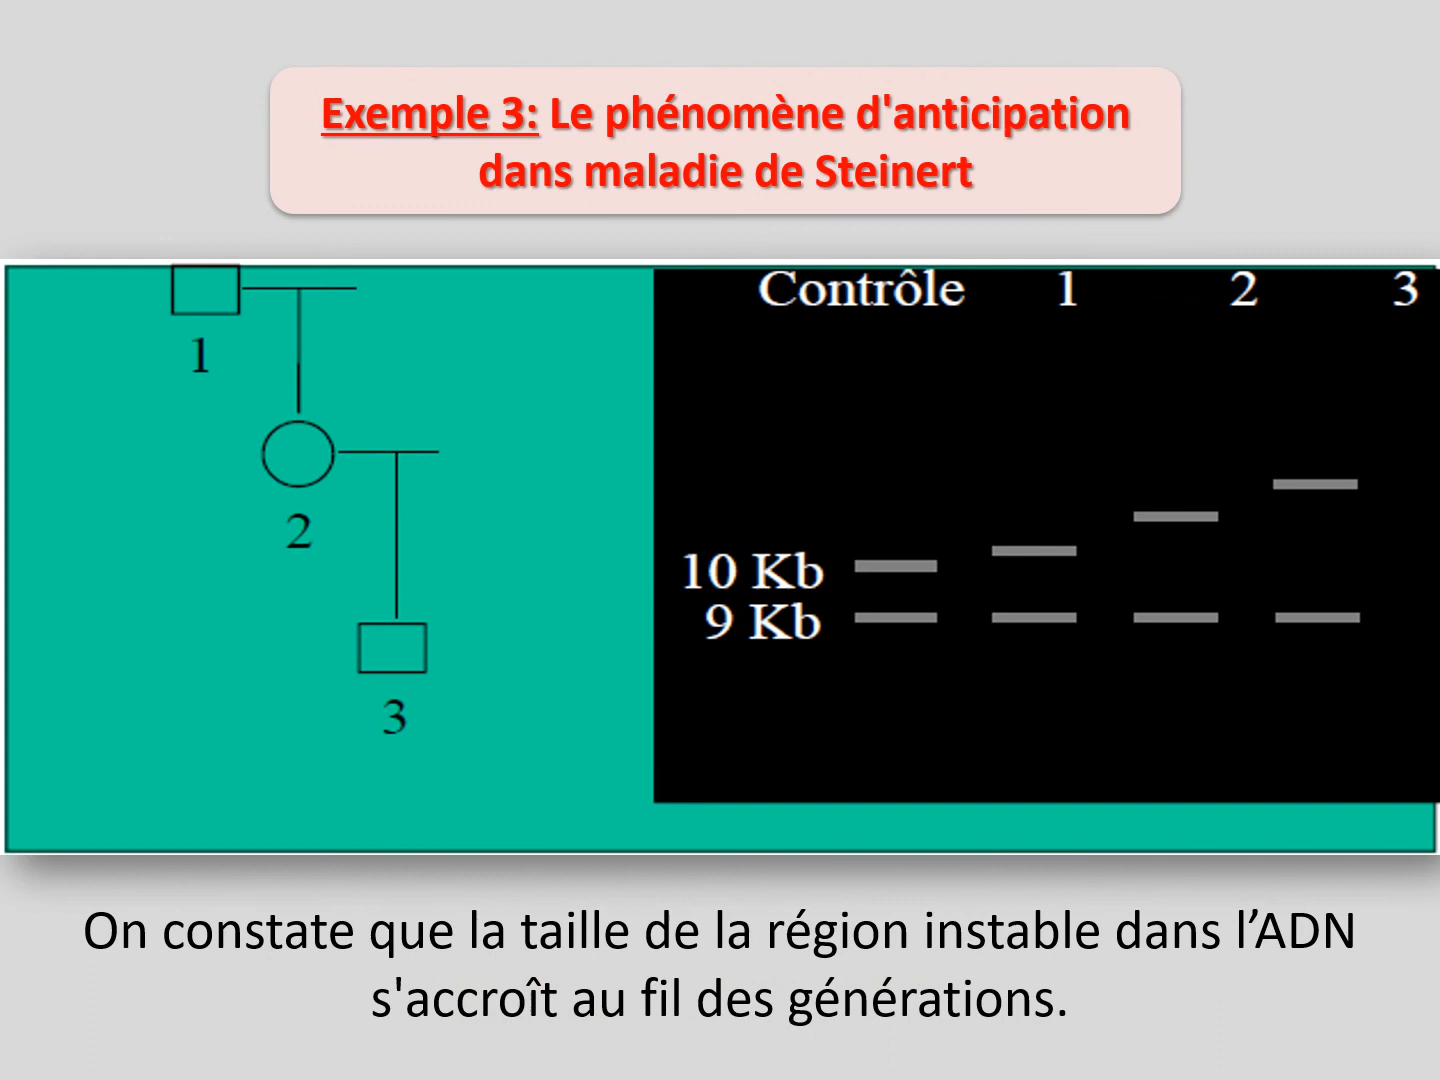 Exemple 3: Le phénomène d'anticipation
dans maladie de Steinert
1
2
3
Contrôle 1 2 3
10 Kb
9 Kb
On constate que la taille de la région instable dans l’ADN
s'accroît au fil des générations.